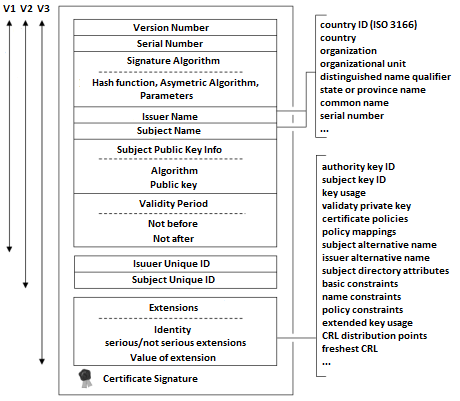 V1 V2 V3
Version Number
Serial Number
Signature Algorithm
Hash function, Asymetric Algorithm,
Parameters
Issuer Name
Subject Name
Subject Public Key Info
Algorithm
Public key
Validity Period
Not before
Not after
Isuuer Unique ID
Subject Unique ID
Extensions
Identity
serious/not serious extensions
Value of extension
Certificate Signature
country ID (ISO 3166)
country
organization
organizational unit
distinguished name qualifier
state or province name
common name
serial number
...
authority key ID
subject key ID
key usage
validaty private key
certificate policies
policy mappings
subject alternative name
issuer alternative name
subject directory attributes
basic constraints
name constraints
policy constraints
extended key usage
CRL distribution points
freshest CRL
...